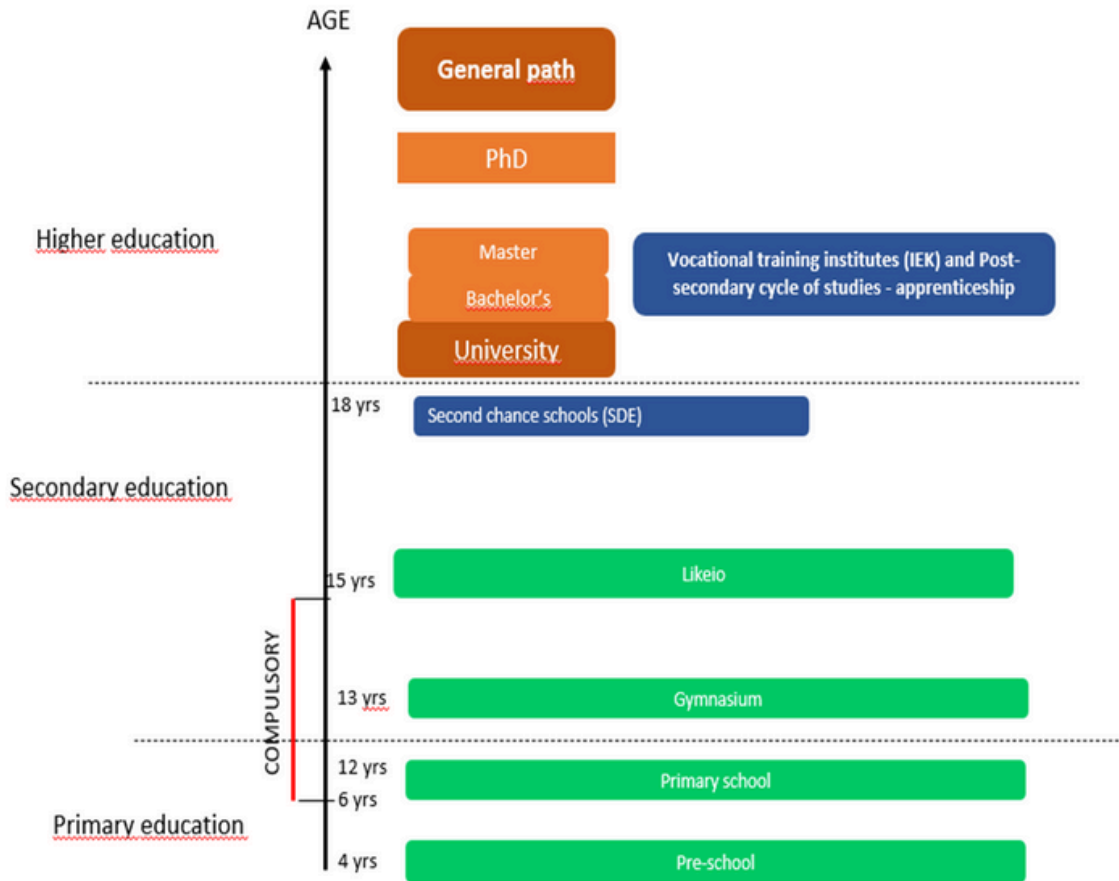 AGE
General path
PhD
Higher education
Master
Bachelor's
University
Vocational training institutes (IEK) and Post-
secondary cycle of studies - apprenticeship
18 yrs
Second chance schools (SDE)
Secondary education
15 yrs
Likeio
COMPULSORY
13 yrs
Gymnasium
12 yrs
Primary school
6 yrs
Primary education
4 yrs
Pre-school